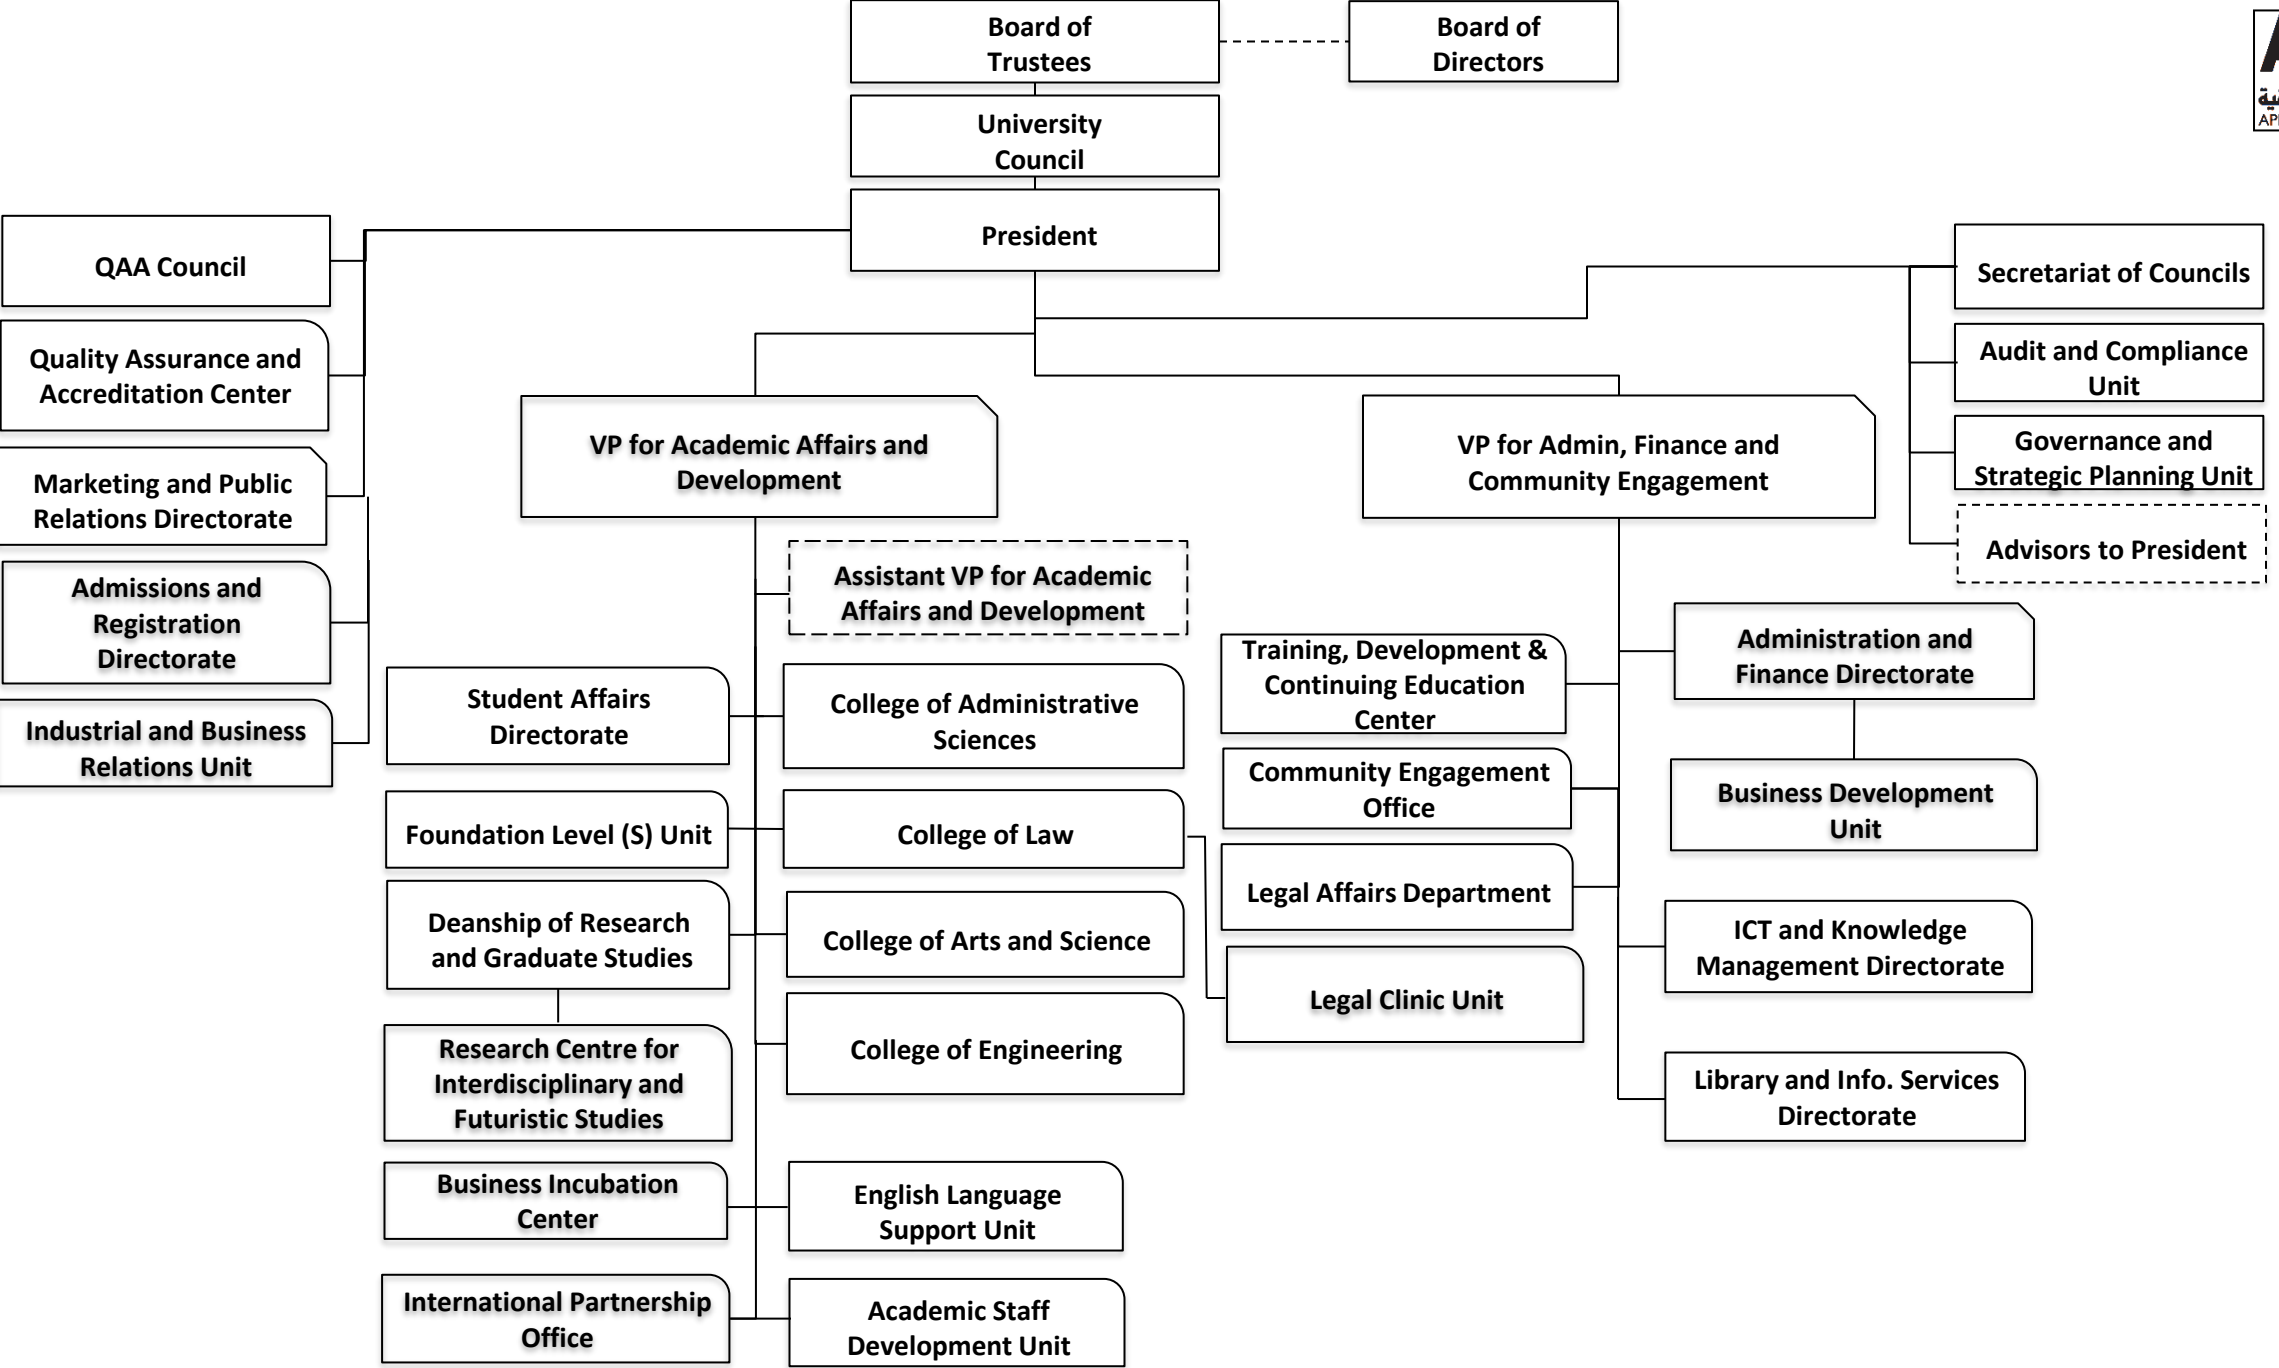 Board of
Trustees
Board of
Directors
University
Council
President
QAA Council
Quality Assurance and
Accreditation Center
Marketing and Public
Relations Directorate
Admissions and
Registration
Directorate
Industrial and Business
Relations Unit
Secretariat of Councils
Audit and Compliance
Unit
Governance and
Strategic Planning Unit
Advisors to President
VP for Academic Affairs and
Development
VP for Admin, Finance and
Community Engagement
Assistant VP for Academic
Affairs and Development
Student Affairs
Directorate
College of Administrative
Sciences
Foundation Level (S) Unit
College of Law
Deanship of Research
and Graduate Studies
College of Arts and Science
Research Centre for
Interdisciplinary and
Futuristic Studies
College of Engineering
Business Incubation
Center
English Language
Support Unit
International Partnership
Office
Academic Staff
Development Unit
Training, Development &
Continuing Education
Center
Community Engagement
Office
Legal Affairs Department
Legal Clinic Unit
Administration and
Finance Directorate
Business Development
Unit
ICT and Knowledge
Management Directorate
Library and Info. Services
Directorate